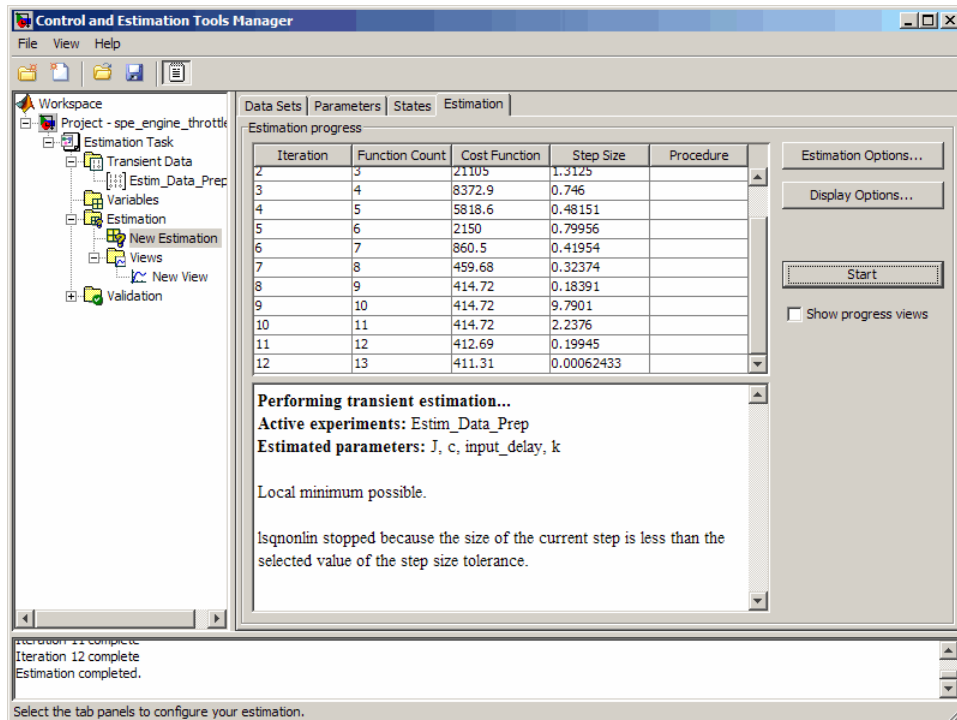 Control and Estimation Tools Manager
File View Help
Workspace
Project - spe_engine_throttle
Estimation Task
Transient Data
Estim_Data_Prep
Variables
Estimation
New Estimation
Views
New View
Validation
Data Sets Parameters States Estimation
Estimation progress
Iteration Function Count Cost Function Step Size Procedure
2 3 21105 1.3125
3 4 8372.9 0.746
4 5 5818.6 0.48151
5 6 2150 0.79956
6 7 860.5 0.41954
7 8 459.68 0.32374
8 9 414.72 0.18391
9 10 414.72 9.7901
10 11 414.72 2.2376
11 12 412.69 0.19945
12 13 411.31 0.00062433
Performing transient estimation...
Active experiments: Estim_Data_Prep
Estimated parameters: J, c, input_delay, k
Local minimum possible.
lsqnonlin stopped because the size of the current step is less than the
selected value of the step size tolerance.
Estimation Options...
Display Options...
Start
Show progress views
Iteration 11 complete
Iteration 12 complete
Estimation completed.
Select the tab panels to configure your estimation.